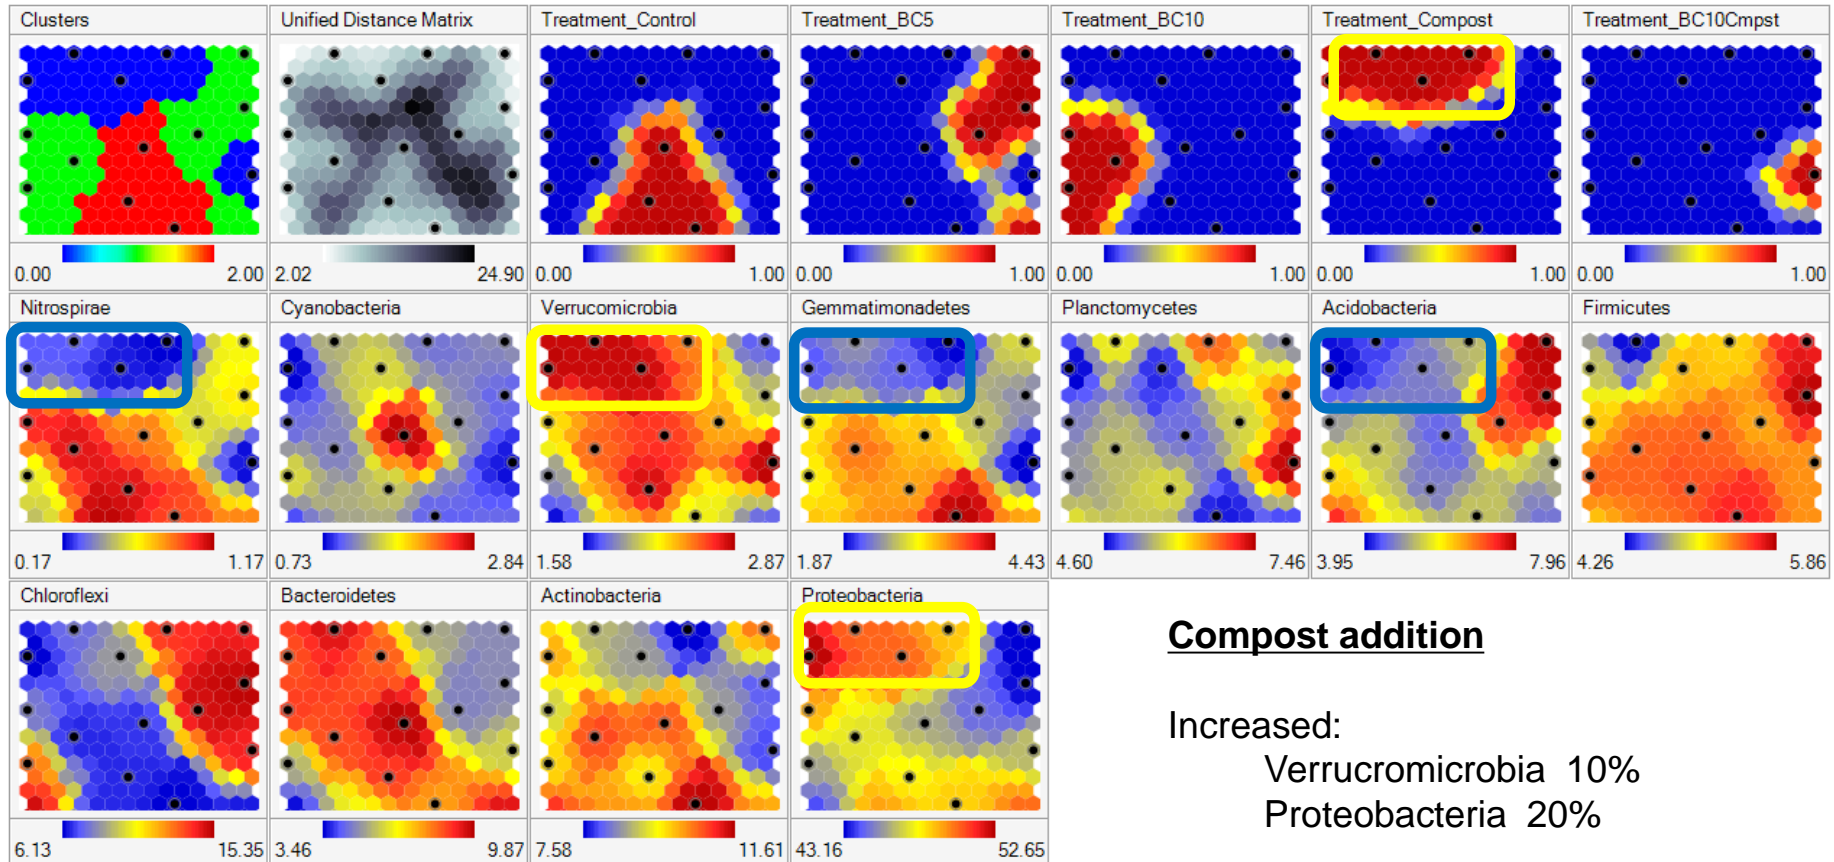 Clusters Unified Distance Matrix Treatment_Control Treatment_BC5 Treatment_BC10 Treatment_Compost Treatment_BC10Cmpst
0.00 2.00 2.02 24.90 0.00 1.00 0.00 1.00 0.00 1.00 0.00 1.00 0.00 1.00
Nitrospirae Cyanobacteria Verrucomicrobia Gemmatimonadetes Planctomycetes Acidobacteria Firmicutes
0.17 1.17 0.73 2.84 1.58 2.87 1.87 4.43 4.60 7.46 3.95 7.96 4.26 5.86
Chloroflexi Bacteroidetes Actinobacteria Proteobacteria
6.13 15.35 3.46 9.87 7.58 11.61 43.16 52.65
Compost addition
Increased:
Verrucromicrobia 10%
Proteobacteria 20%